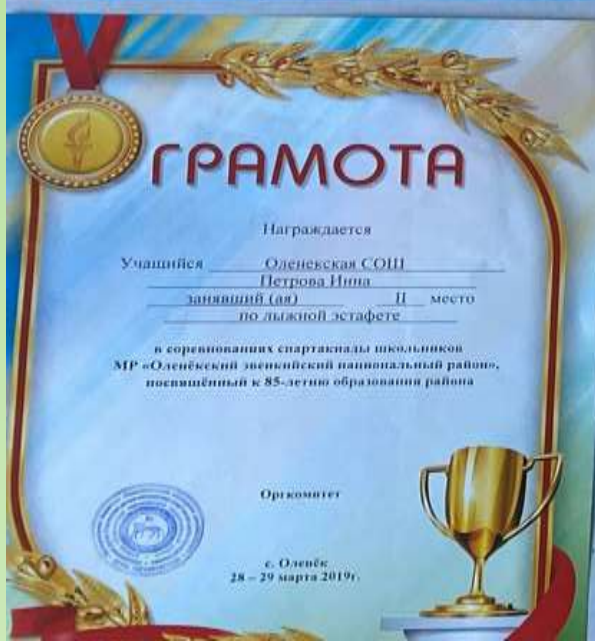 ГРАМОТА
Награждается
Учащийся Оленекская СОШ
Петрова Инна
занявший (ая) II место
по лыжной эстафете
в соревнованиях спартакиады школьников
МР «Оленёкский эвенкийский национальный район»,
посвящённый к 85-летию образования района
Оргкомитет
с. Оленёк
28 – 29 марта 2019г.